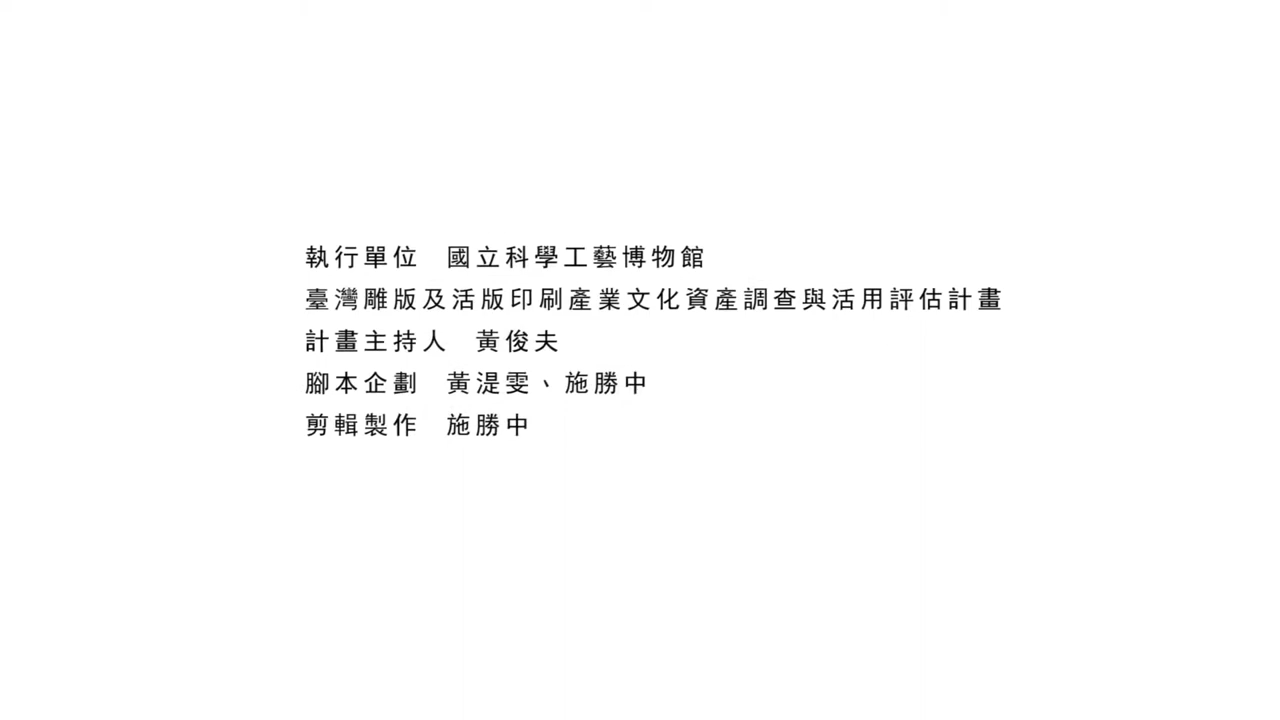 執行單位 國立科學工藝博物館
臺灣雕版及活版印刷產業文化資產調查與活用評估計畫
計畫主持人 黃俊夫
腳本企劃 黃湜雯、施勝中
剪輯製作 施勝中